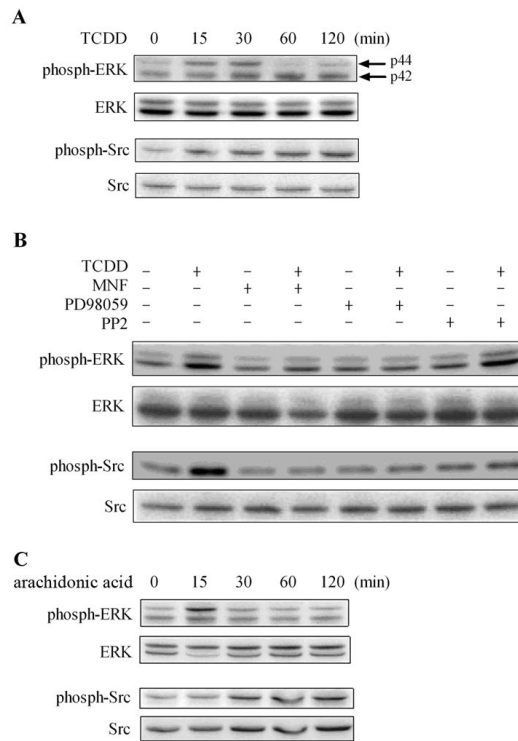 A
TCDD 0 15 30 60 120 (min)
phosph-ERK p44
p42
ERK
phosph-Src
Src
B
TCDD – + – + – + – +
MNF – – + + – – – –
PD98059 – – – – + + – –
PP2 – – – – – – + +
phosph-ERK
ERK
phosph-Src
Src
C
arachidonic acid 0 15 30 60 120 (min)
phosph-ERK
ERK
phosph-Src
Src